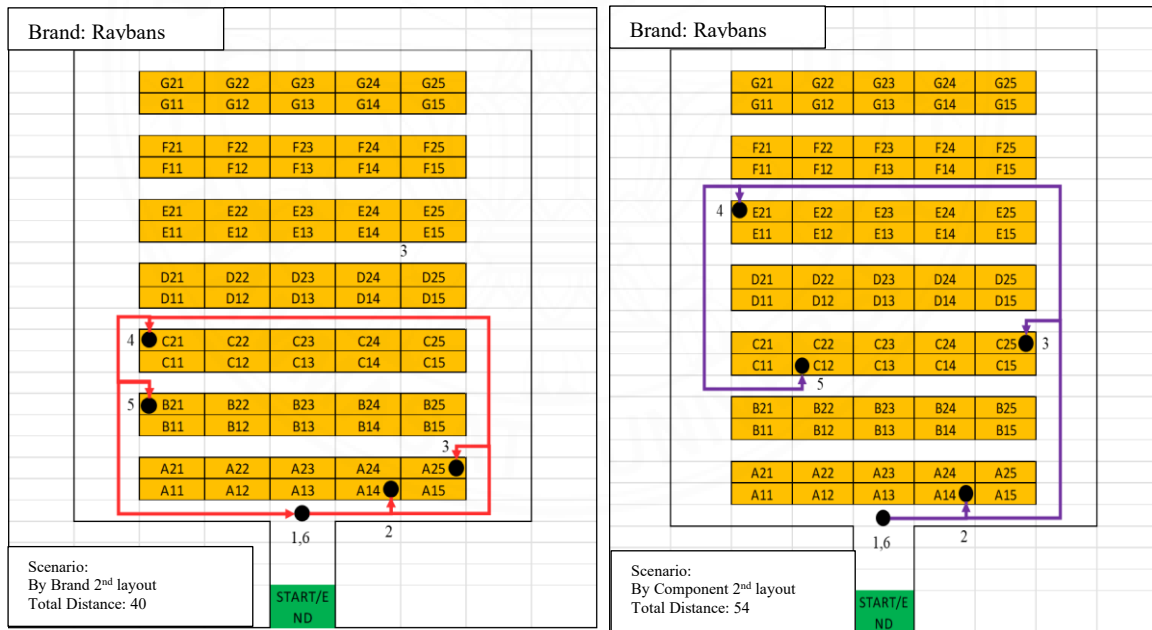 Brand: Raybans
G21 G22 G23 G24 G25
G11 G12 G13 G14 G15
F21 F22 F23 F24 F25
F11 F12 F13 F14 F15
E21 E22 E23 E24 E25
E11 E12 E13 E14 E15
3
D21 D22 D23 D24 D25
D11 D12 D13 D14 D15
4 C21 C22 C23 C24 C25
C11 C12 C13 C14 C15
5 B21 B22 B23 B24 B25
B11 B12 B13 B14 B15
3
A21 A22 A23 A24 A25
A11 A12 A13 A14 A15
1,6 2
Scenario:
By Brand 2nd layout
Total Distance: 40
START/E
ND
Brand: Raybans
G21 G22 G23 G24 G25
G11 G12 G13 G14 G15
F21 F22 F23 F24 F25
F11 F12 F13 F14 F15
4 E21 E22 E23 E24 E25
E11 E12 E13 E14 E15
D21 D22 D23 D24 D25
D11 D12 D13 D14 D15
C21 C22 C23 C24 C25 3
C11 C12 C13 C14 C15
5
B21 B22 B23 B24 B25
B11 B12 B13 B14 B15
A21 A22 A23 A24 A25
A11 A12 A13 A14 A15
1,6 2
Scenario:
By Component 2nd layout
Total Distance: 54
START/E
ND